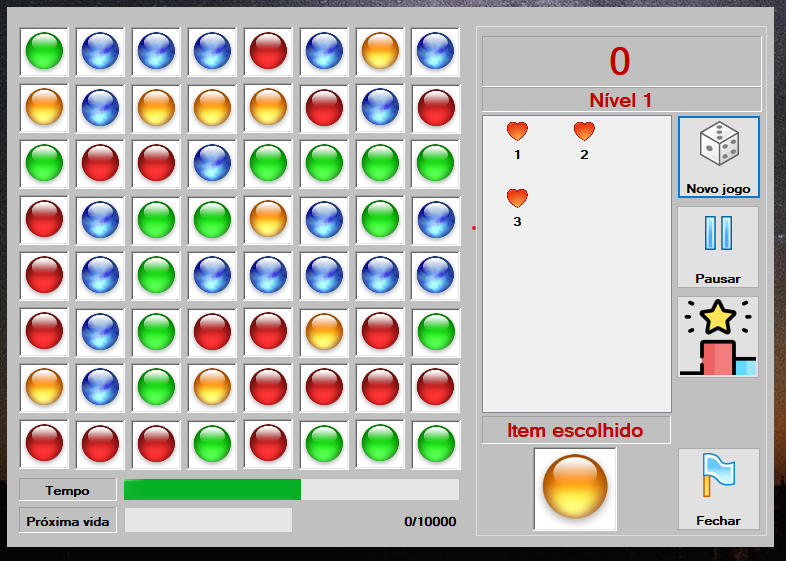 0
Nível 1
1
2
3
Novo jogo
Pausar
Item escolhido
Tempo
Próxima vida
0/10000
Fechar